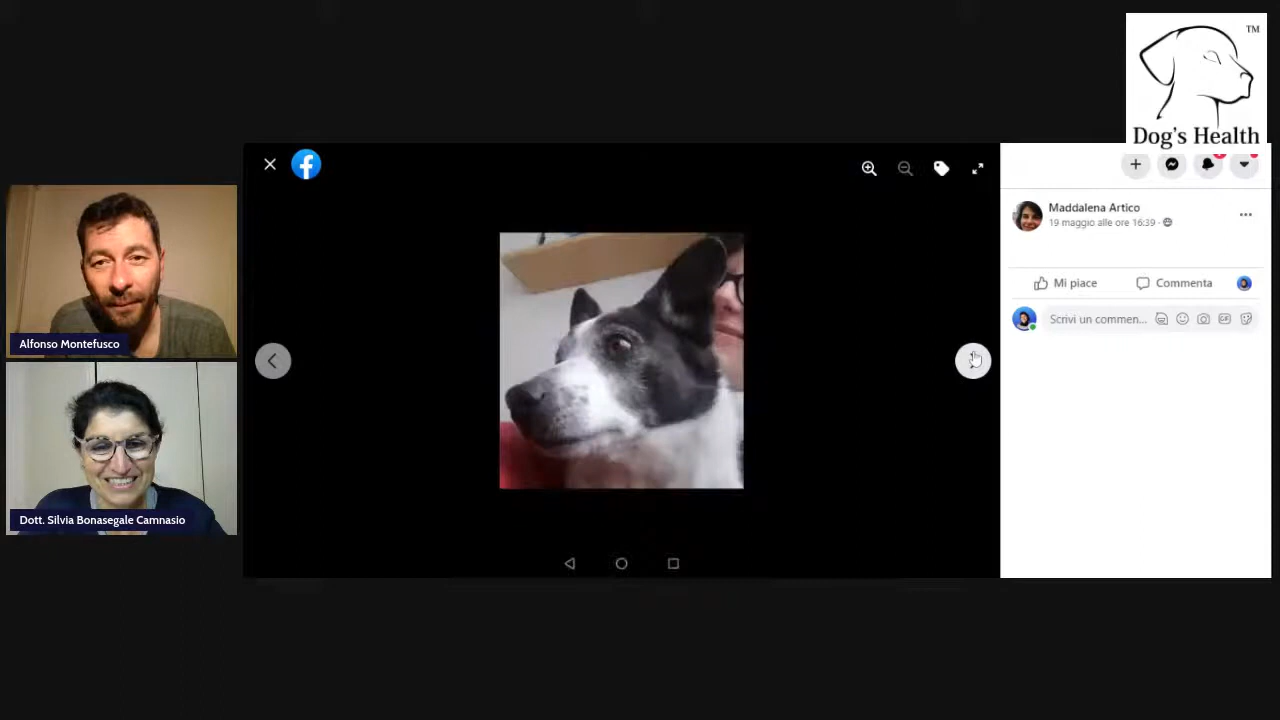 TM
Dog's Health
Maddalena Artico
19 maggio alle ore 16:39 ·
Mi piace
Commenta
Scrivi un commen...
Alfonso Montefusco
Dott. Silvia Bonasegale Camnasio